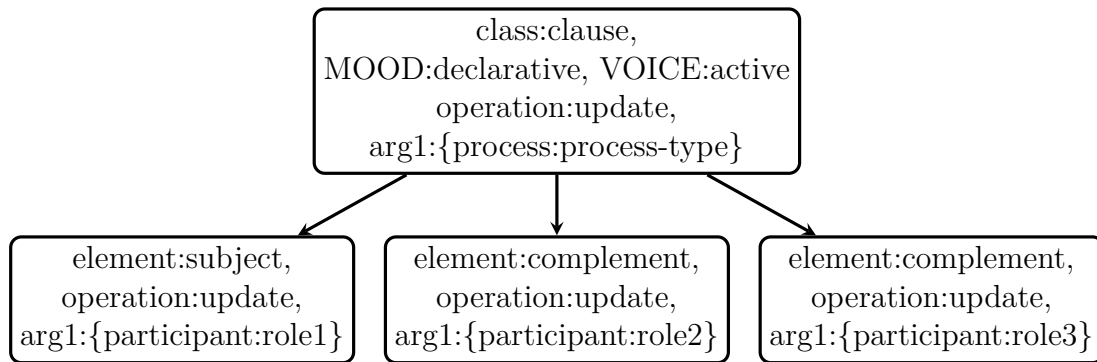 class:clause,
MOOD:declarative, VOICE:active
operation:update,
arg1:{process:process-type}
element:subject,
operation:update,
arg1:{participant:role1}
element:complement,
operation:update,
arg1:{participant:role2}
element:complement,
operation:update,
arg1:{participant:role3}